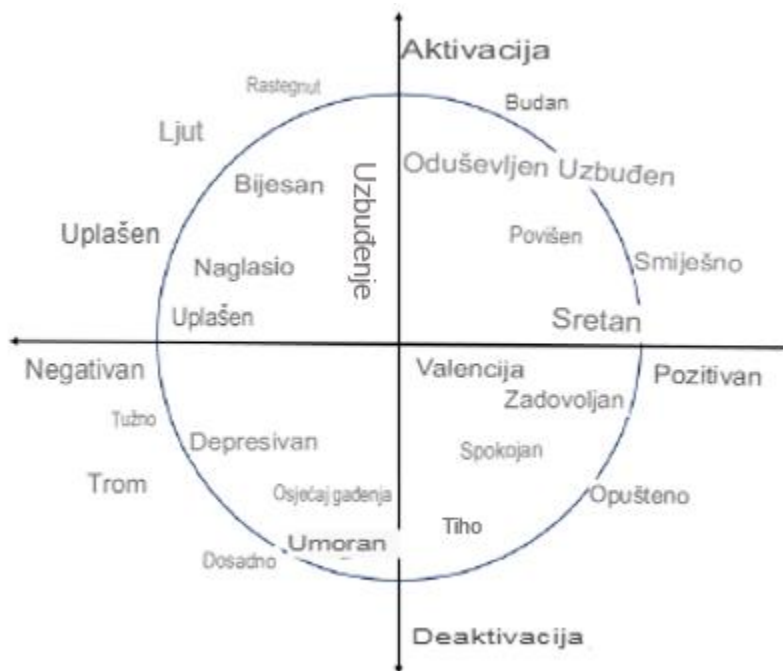 Aktivacija
Rastegnut
Budan
Ljut
Oduševljen Uzbuđen
Bijesan
Uzbuđenje
Uplašen
Povišen
Smiješno
Naglasio
Uplašen
Sretan
Negativan
Valencija
Pozitivan
Zadovoljan
Tužno
Depresivan
Spokojan
Trom
Osjećaj gađenja
Opušteno
Tiho
Umoran
Dosadno
Deaktivacija